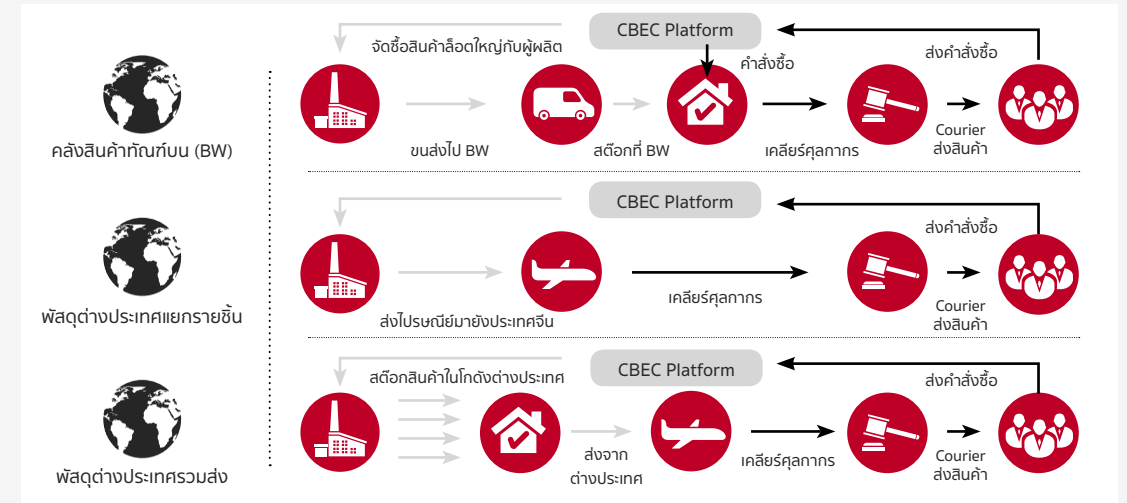 CBEC Platform
จัดซื้อสินค้าล็อตใหญ่กับผู้ผลิต
คำสั่งซื้อ
ส่งคำสั่งซื้อ
คลังสินค้าทัณฑ์บน (BW)
ขนส่งไป BW
สต๊อกที่ BW
เคลียร์ศุลกากร
Courier
ส่งสินค้า
CBEC Platform
ส่งคำสั่งซื้อ
พัสดุต่างประเทศแยกรายชิ้น
ส่งไปรษณีย์มายังประเทศจีน
เคลียร์ศุลกากร
Courier
ส่งสินค้า
CBEC Platform
สต๊อกสินค้าในโกดังต่างประเทศ
ส่งคำสั่งซื้อ
พัสดุต่างประเทศรวมส่ง
ส่งจาก
ต่างประเทศ
เคลียร์ศุลกากร
Courier
ส่งสินค้า